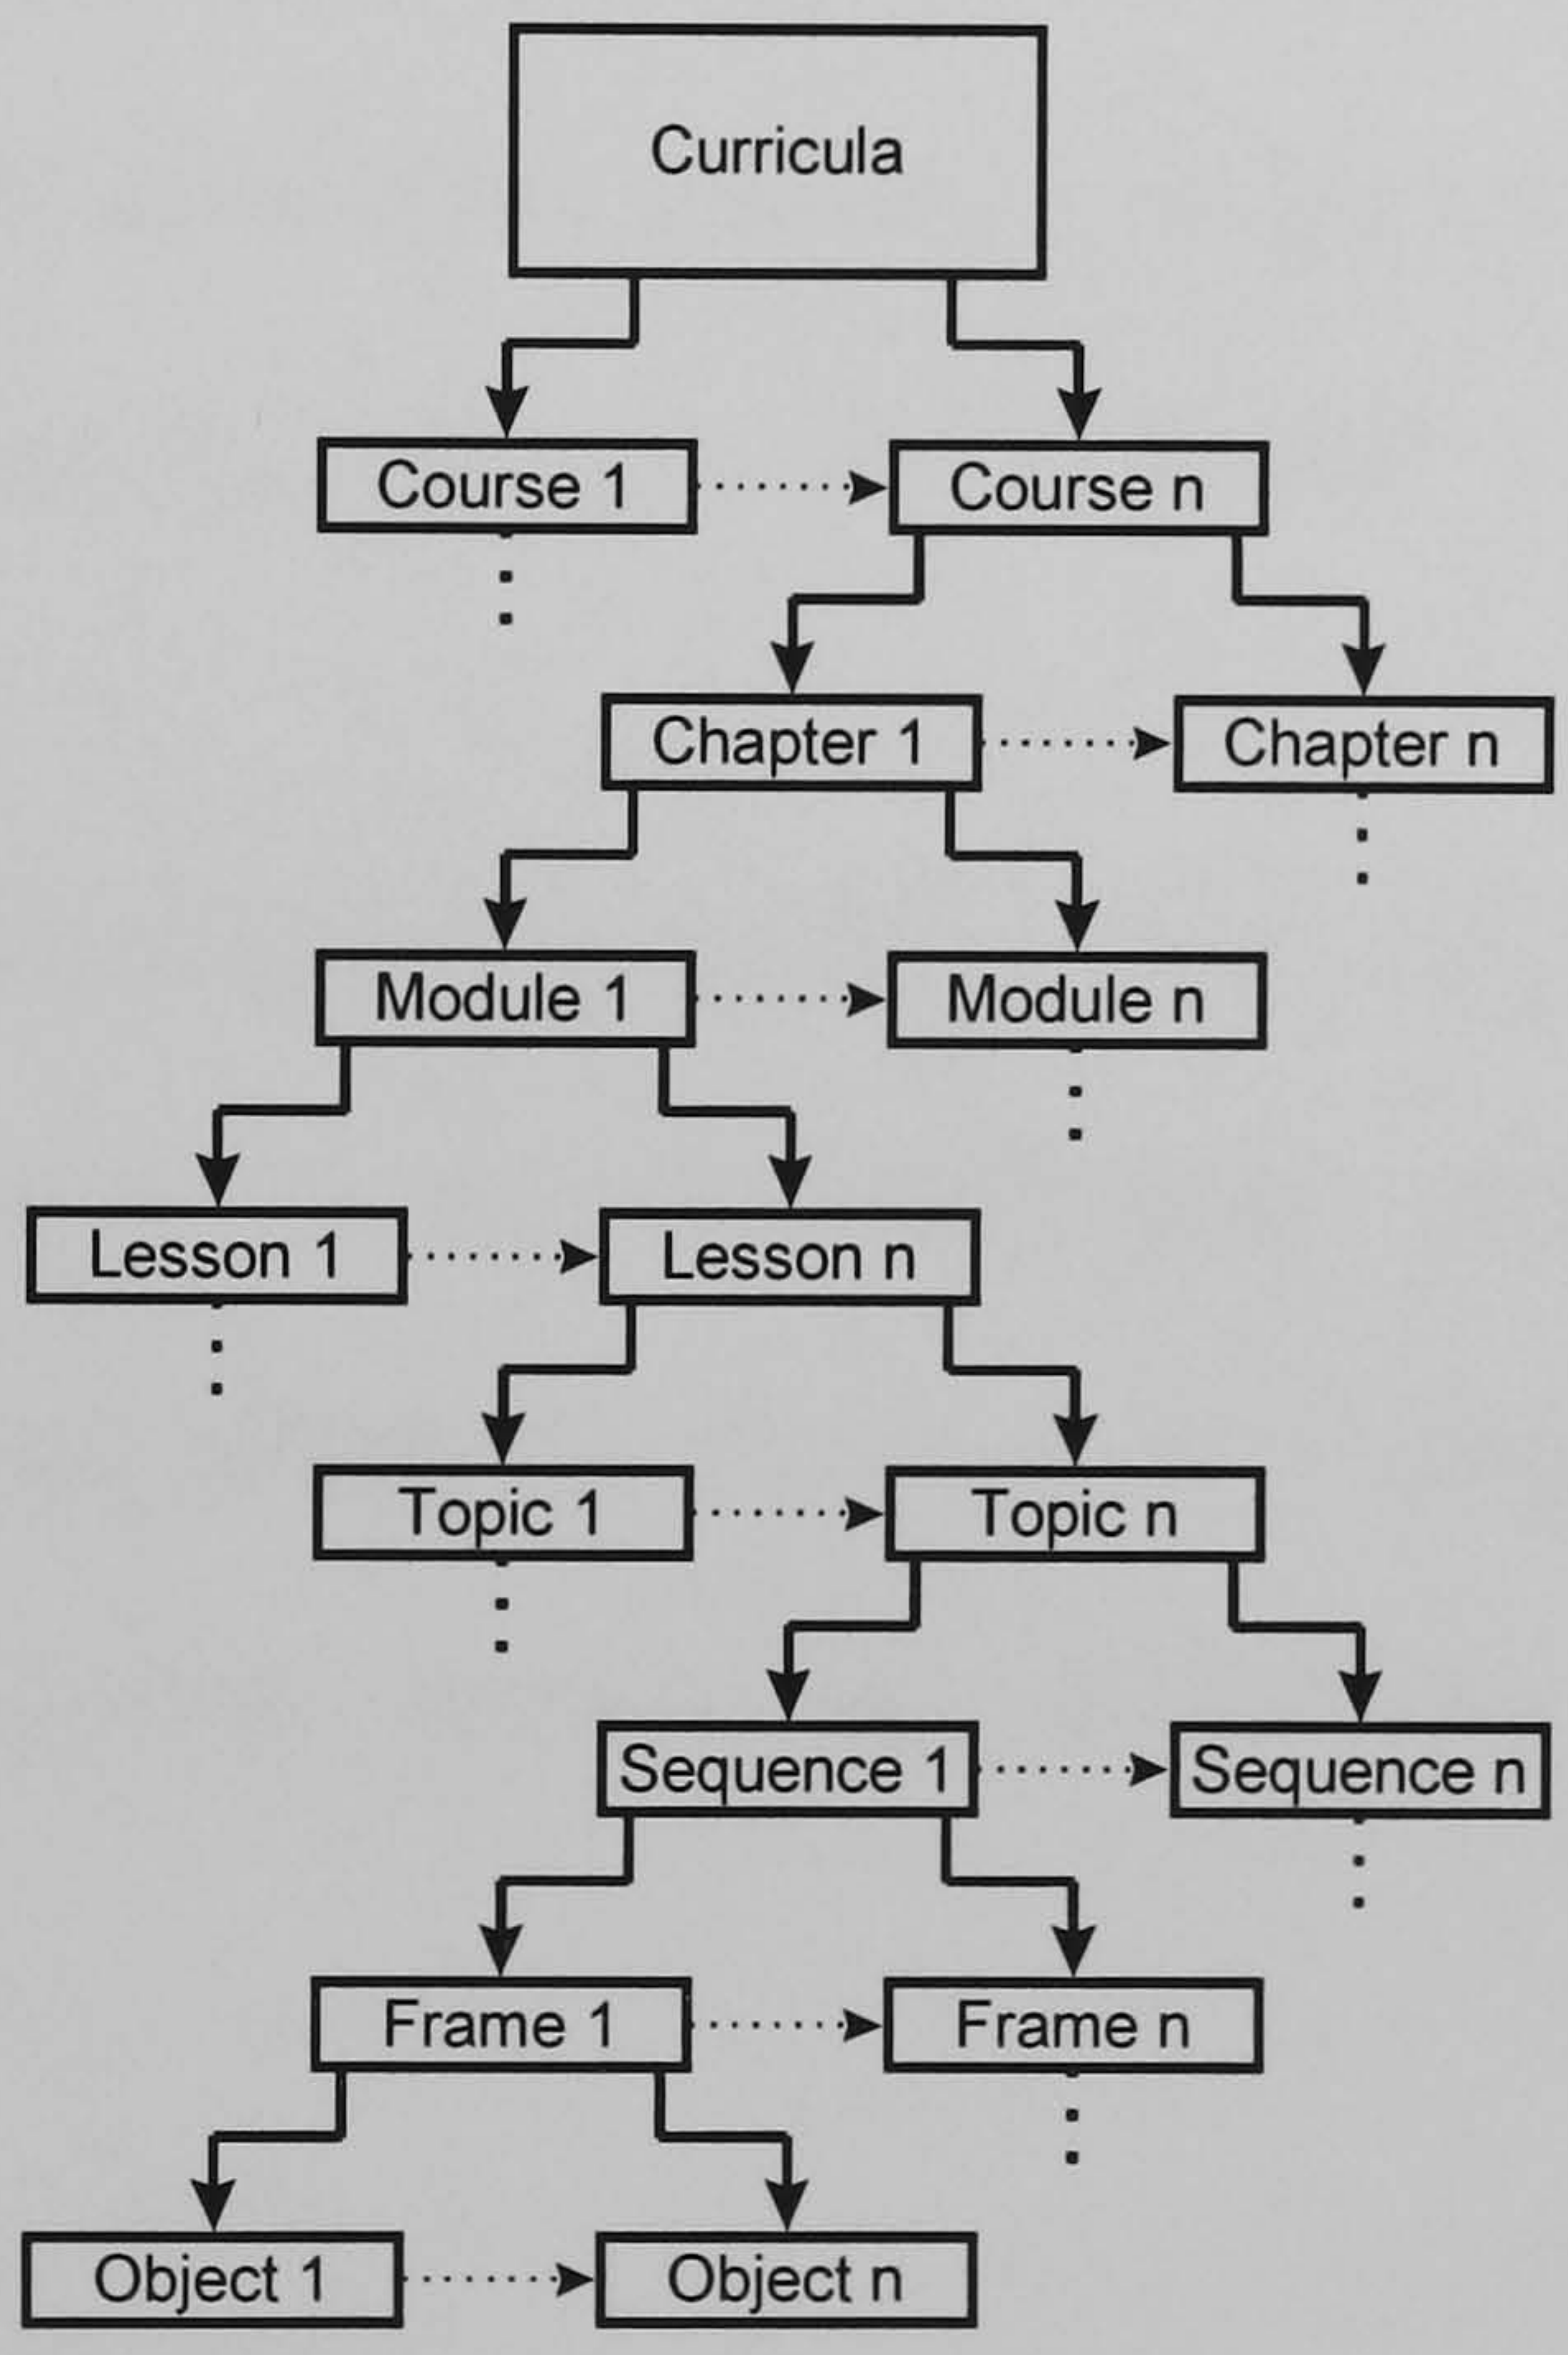 Curricula
Course 1
Course n
Chapter 1
Chapter n
Module 1
Module n
Lesson 1
Lesson n
Topic 1
Topic n
Sequence 1
Sequence n
Frame 1
Frame n
Object 1
Object n